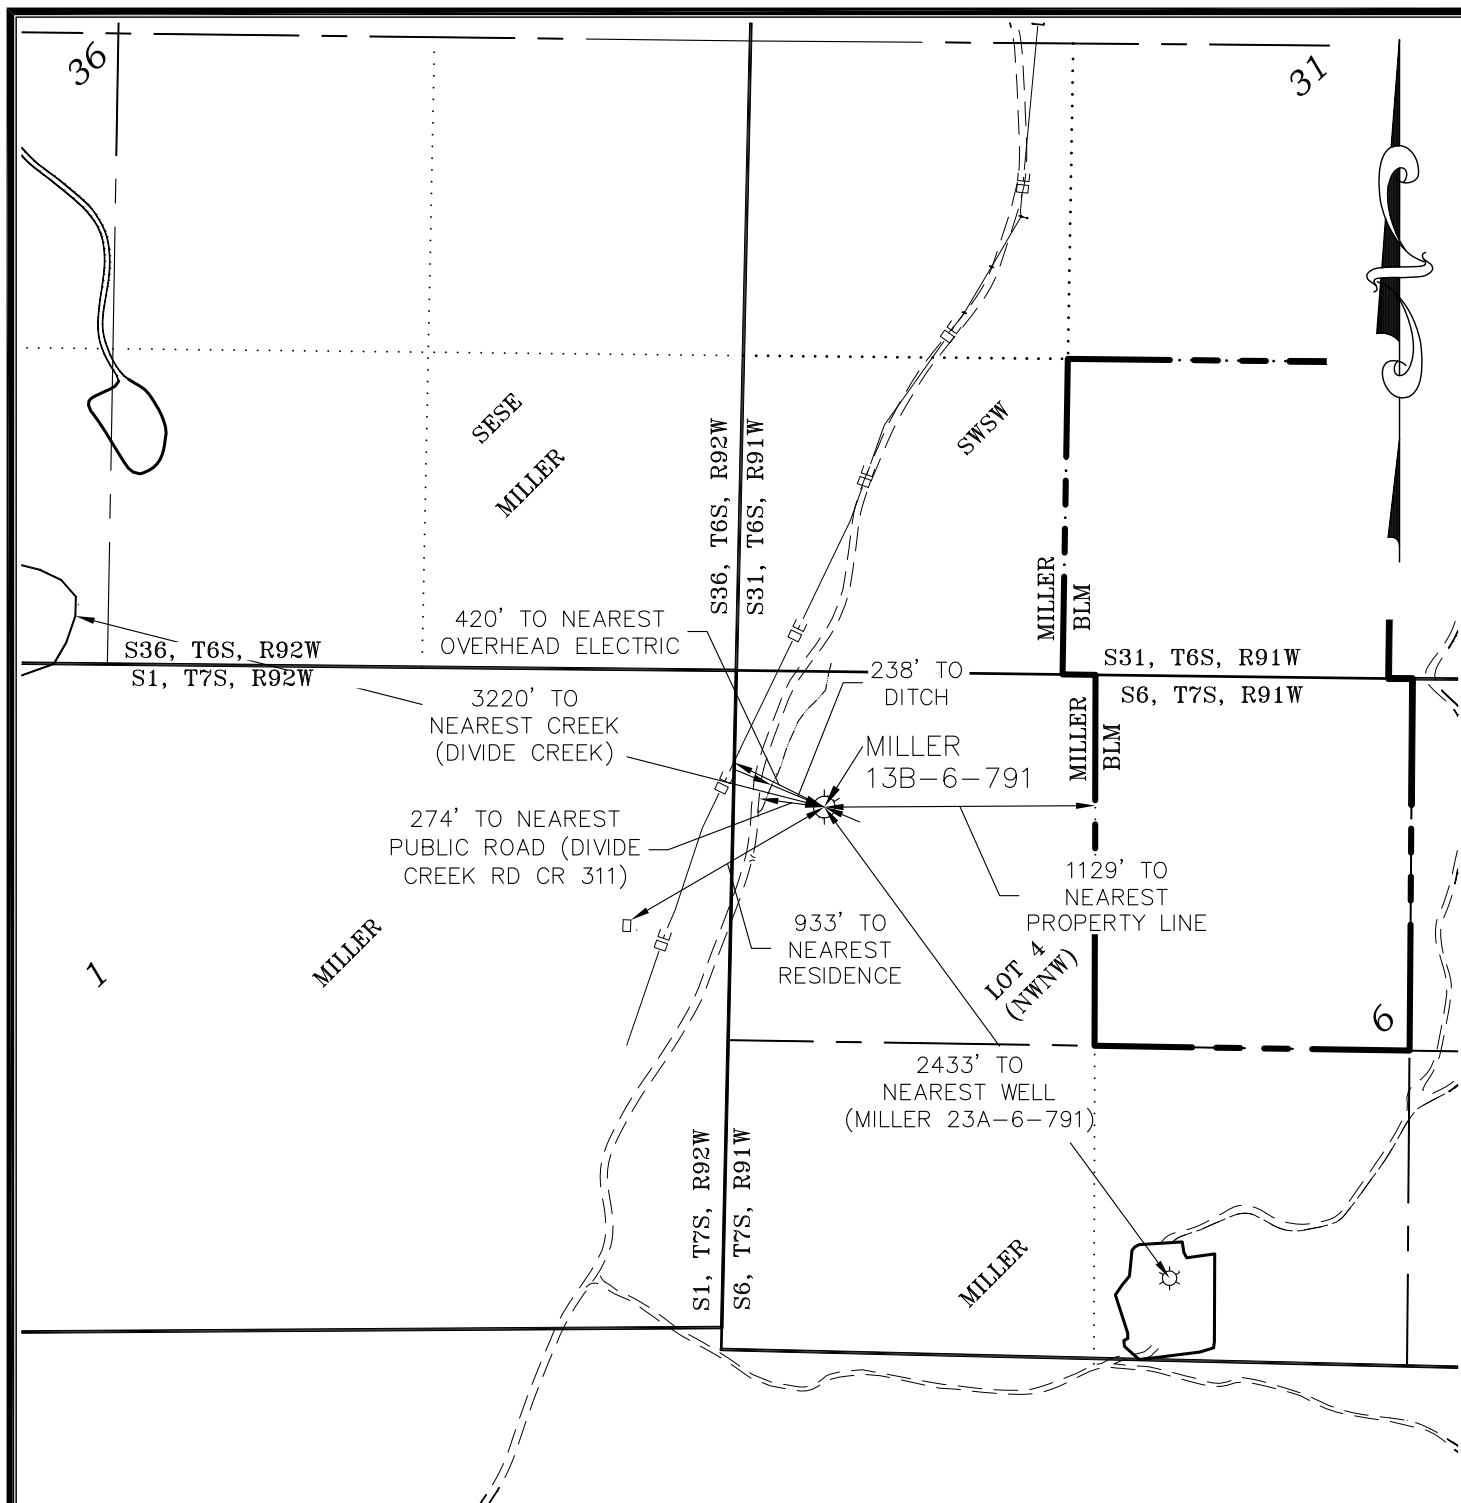 36
31
SESE
MILLER
S36, T6S, R92W
S31, T6S, R91W
SWSW
MILLER
BLM
420' TO NEAREST
OVERHEAD ELECTRIC
S36, T6S, R92W
S1, T7S, R92W
S31, T6S, R91W
S6, T7S, R91W
238' TO
DITCH
3220' TO
NEAREST CREEK
(DIVIDE CREEK)
MILLER
13B-6-791
MILLER
BLM
274' TO NEAREST
PUBLIC ROAD (DIVIDE
CREEK RD CR 311)
1129' TO
NEAREST
PROPERTY LINE
933' TO
NEAREST
RESIDENCE
MILLER
1
LOT 4
(NWNW)
6
2433' TO
NEAREST WELL
(MILLER 23A-6-791)
S1, T7S, R92W
S6, T7S, R91W
MILLER